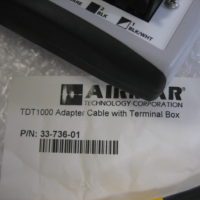 BLK
BLK/WHT
AIRMAR
TECHNOLOGY CORPORATION
TDT1000 Adapter Cable with Terminal Box
P/N: 33-736-01